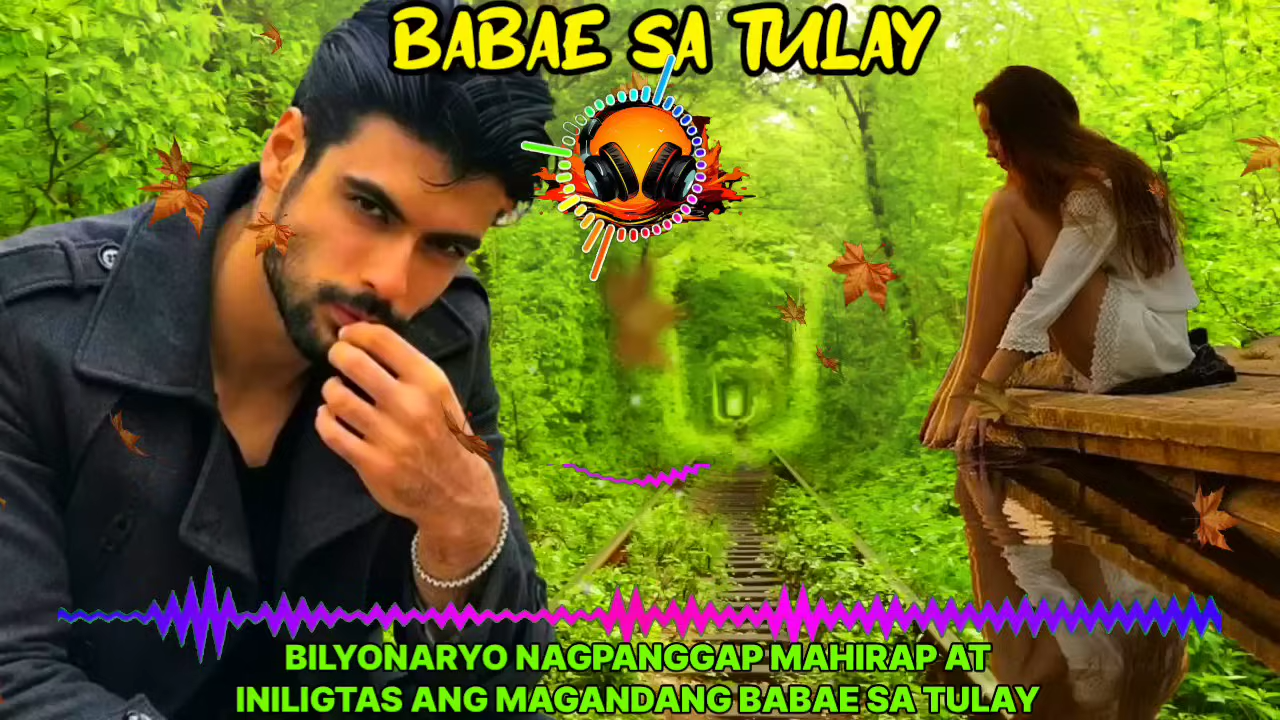 BABAE SA TULAY
BILYONARYO NAGPANGGAP MAHIRAP AT
INILIGTAS ANG MAGANDANG BABAE SA TULAY